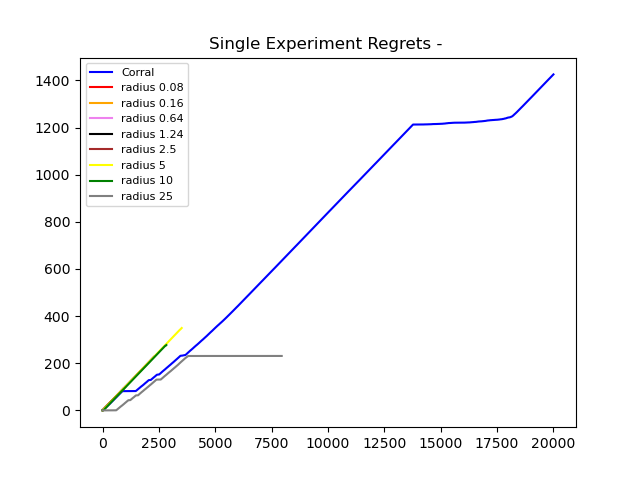 Single Experiment Regrets -
Corral
radius 0.08
radius 0.16
radius 0.64
radius 1.24
radius 2.5
radius 5
radius 10
radius 25
1400
1200
1000
800
600
400
200
0
0 2500 5000 7500 10000 12500 15000 17500 20000